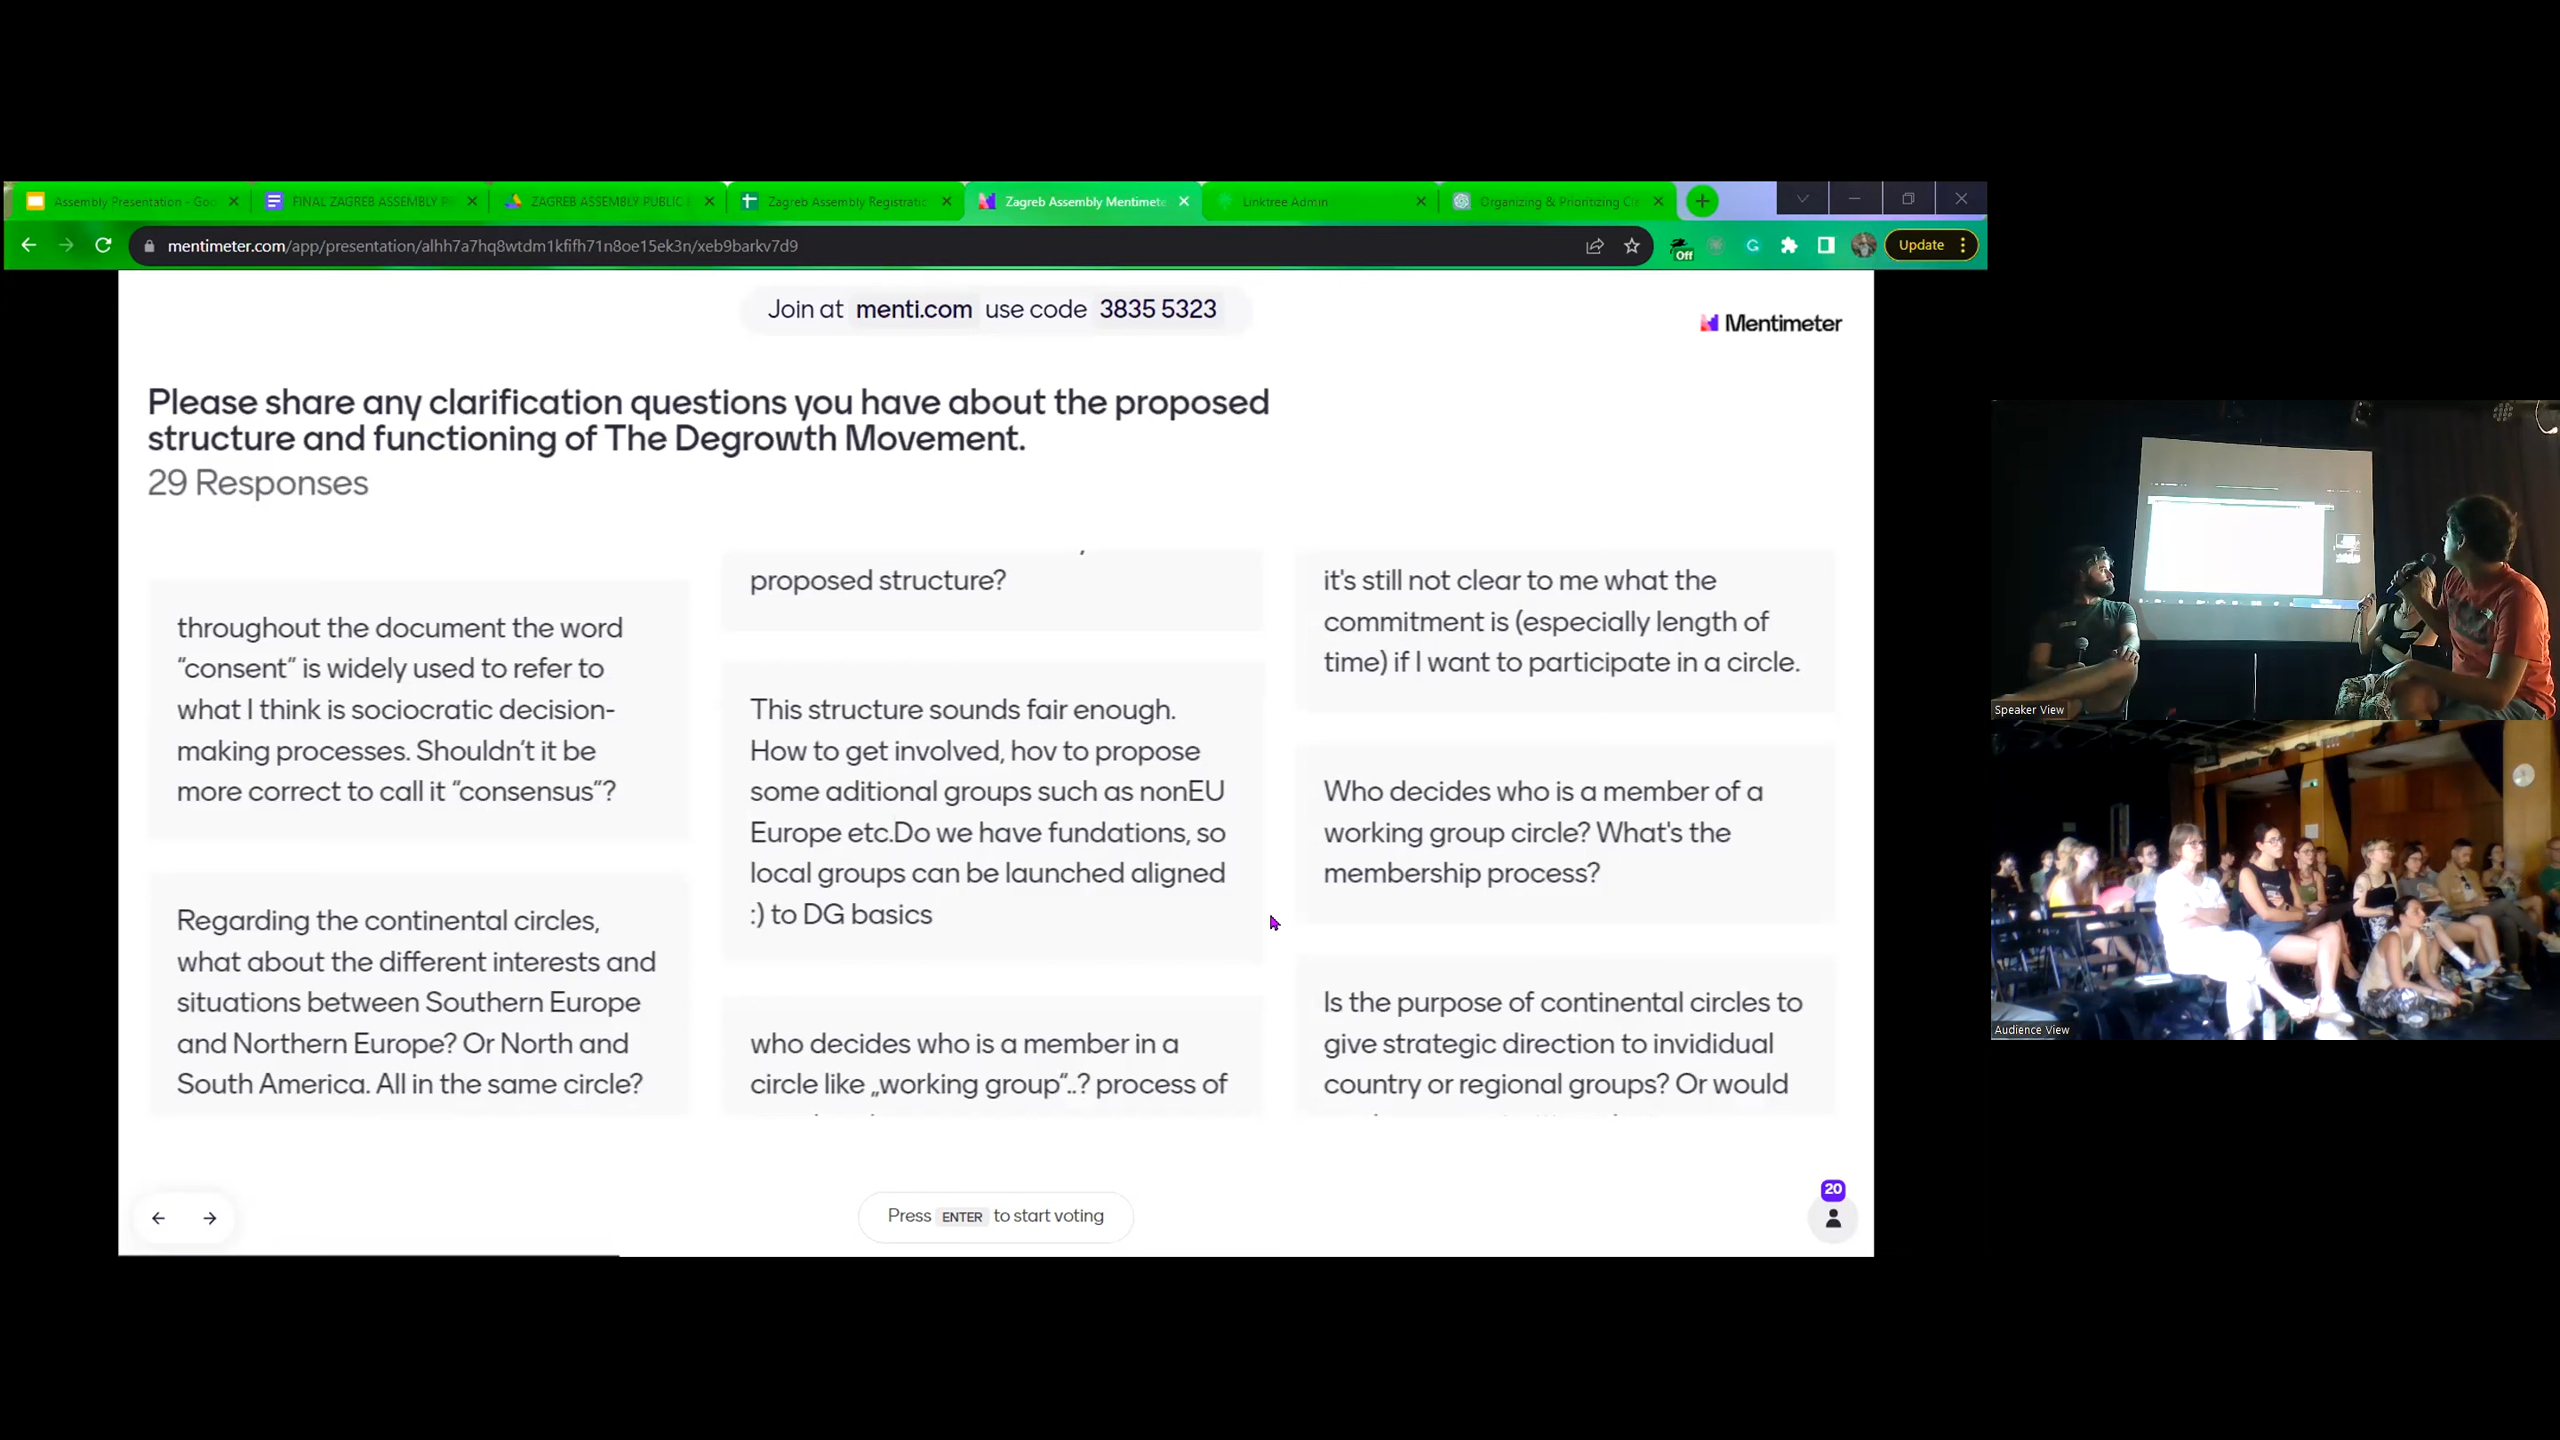 Assembly Presentation - Goo
FINAL ZAGREB ASSEMBLY P
ZAGREB ASSEMBLY PUBLIC
Zagreb Assembly Registratio
Zagreb Assembly Mentimete
Linktree Admin
Organizing & Prioritizing Cr
mentimeter.com/app/presentation/alhh7a7hq8wtdm1kfifh71n8oe15ek3n/xeb9barkv7d9
Off
Update
Join at menti.com use code 3835 5323
Mentimeter
Please share any clarification questions you have about the proposed
structure and functioning of The Degrowth Movement.
29 Responses
throughout the document the word
"consent" is widely used to refer to
what I think is sociocratic decision-
making processes. Shouldn't it be
more correct to call it "consensus"?
Regarding the continental circles,
what about the different interests and
situations between Southern Europe
and Northern Europe? Or North and
South America. All in the same circle?
proposed structure?
This structure sounds fair enough.
How to get involved, hov to propose
some aditional groups such as nonEU
Europe etc.Do we have fundations, so
local groups can be launched aligned
:) to DG basics
who decides who is a member in a
circle like „working group"..? process of
it's still not clear to me what the
commitment is (especially length of
time) if I want to participate in a circle.
Who decides who is a member of a
working group circle? What's the
membership process?
Is the purpose of continental circles to
give strategic direction to invididual
country or regional groups? Or would
Press ENTER to start voting
20
Speaker View
Audience View